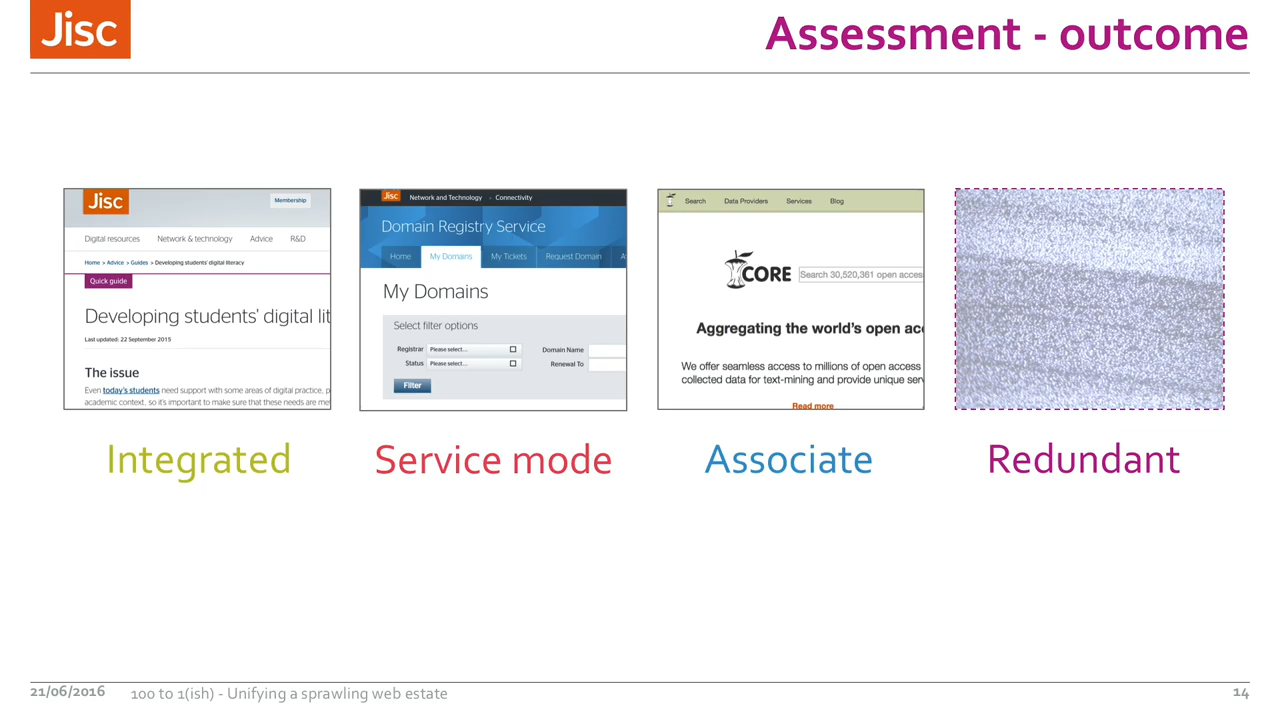 Jisc
Assessment - outcome
Jisc
Membership
Digital resources Network & technology Advice R&D
Home > Advice > Guides > Developing students' digital literacy
Quick guide
Developing students' digital lit
Last updated: 22 September 2015
The issue
Even today's students need support with some areas of digital practice, p
academic context, so it's important to make sure that these needs are met
Jisc Network and Technology > Connectivity
Domain Registry Service
Home My Domains My Tickets Request Domain A
My Domains
Select filter options
Registrar Please select... Domain Name
Status Please select... Renewal To
Filter
Search Data Providers Services Blog
CORE Search 30,520,361 open acces
Aggregating the world's open acc
We offer seamless access to millions of open access
collected data for text-mining and provide unique serv
Read more
Integrated
Service mode
Associate
Redundant
21/06/2016 100 to 1(ish) - Unifying a sprawling web estate 14